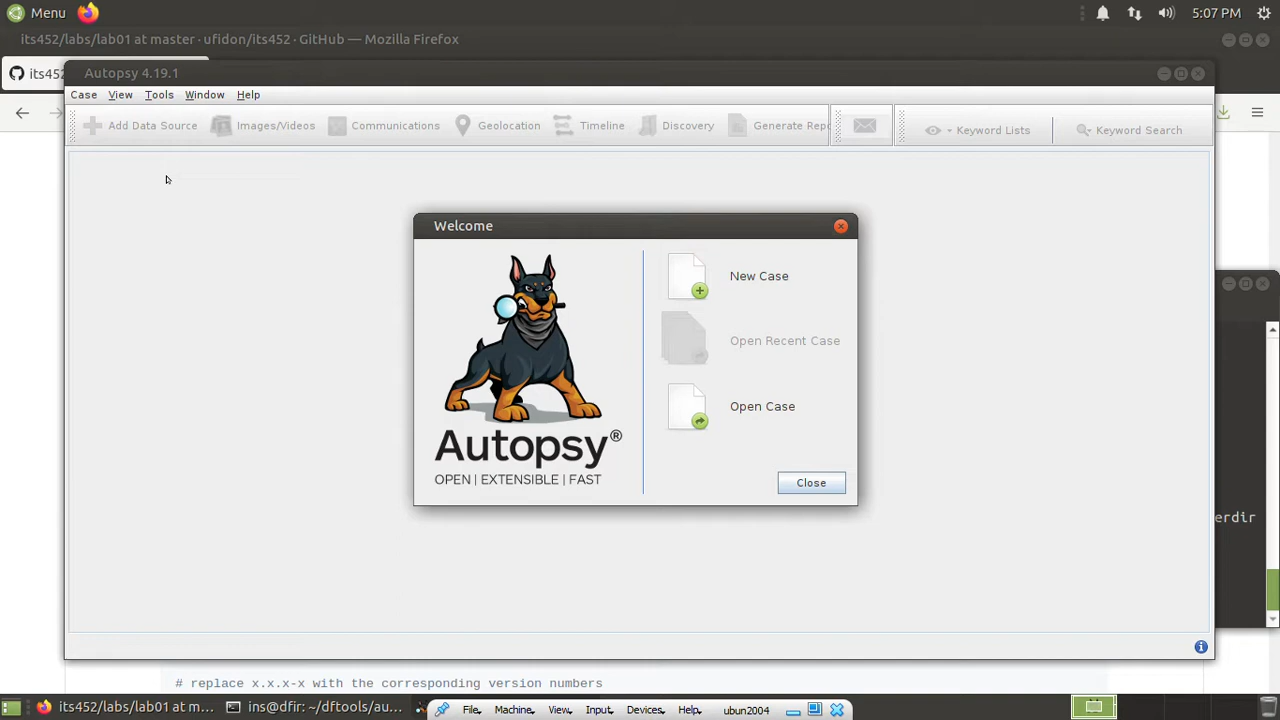 Menu
5:07 PM
its452/labs/lab01 at master · ufidon/its452 · GitHub — Mozilla Firefox
its45
Autopsy 4.19.1
Case View Tools Window Help
Add Data Source Images/Videos Communications Geolocation Timeline Discovery Generate Repo Keyword Lists Keyword Search
Welcome
New Case
Open Recent Case
Open Case
Autopsy®
OPEN | EXTENSIBLE | FAST
Close
erdir
# replace x.x.x-x with the corresponding version numbers
its452/labs/lab01 at m... ins@dfir: ~/dftools/au... File Machine View Input Devices Help ubun2004